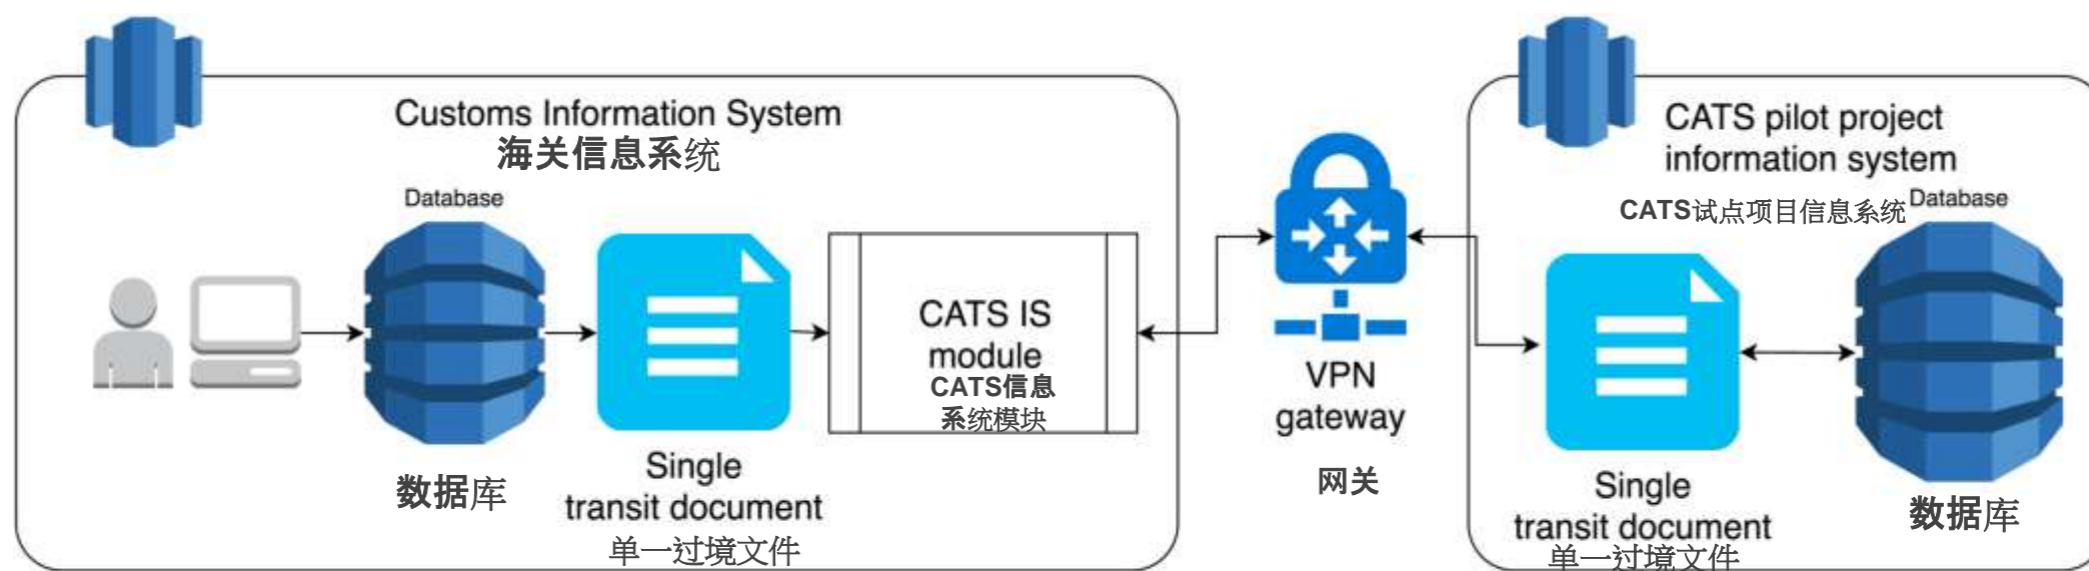 Customs Information System
海关信息系统
Database
数据库
Single
transit document
单一过境文件
CATS IS
module
CATS信息
系统模块
VPN
gateway
网关
CATS pilot project
information system
CATS试点项目信息系统
Database
Single
transit document
单一过境文件
数据库